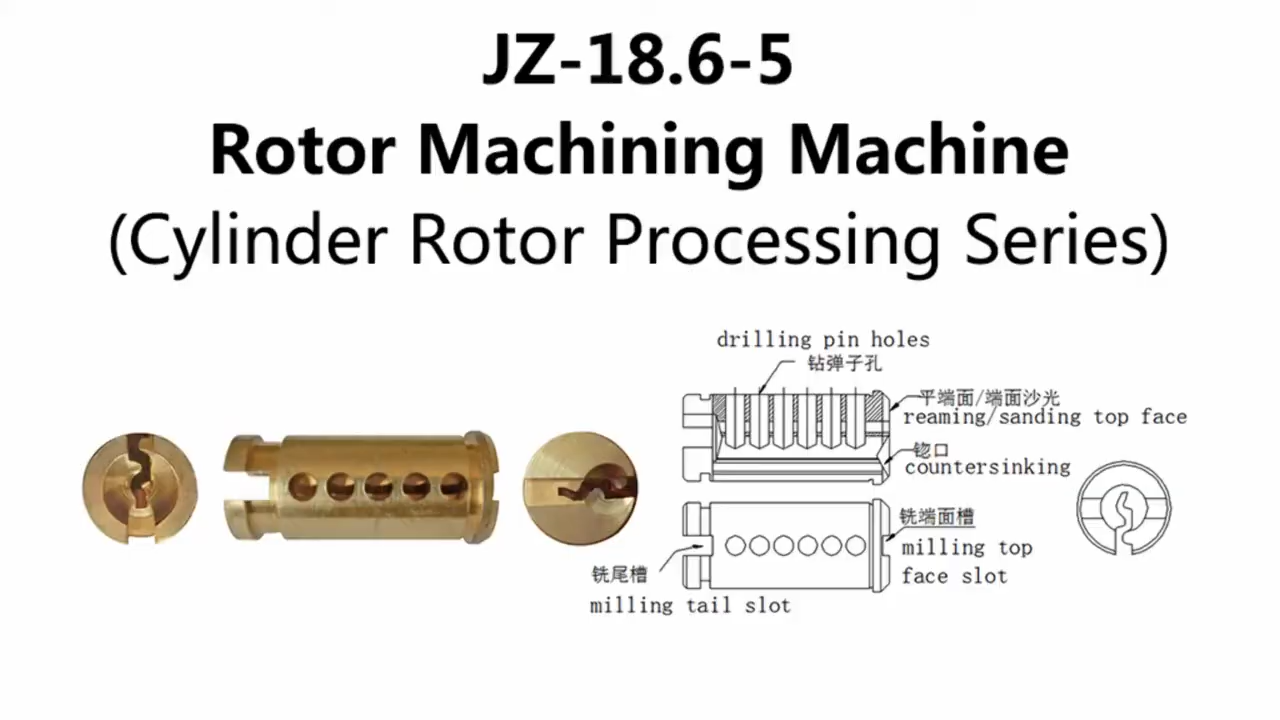 JZ-18.6-5
Rotor Machining Machine
(Cylinder Rotor Processing Series)
drilling pin holes
钻弹子孔
平端面/端面沙光
reaming/sanding top face
锪口
countersinking
铣端面槽
milling top
face slot
铣尾槽
milling tail slot